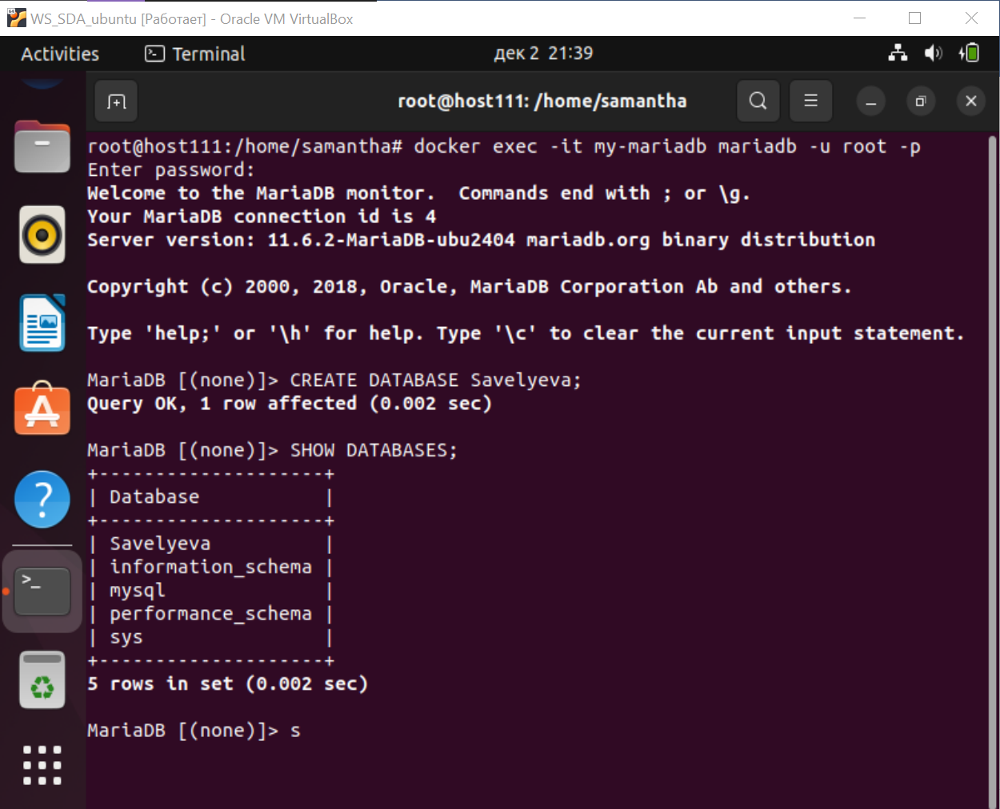 WS_SDA_ubuntu [Работает] - Oracle VM VirtualBox
Activities
Terminal
дек 2 21:39
root@host111: /home/samantha
root@host111:/home/samantha# docker exec -it my-mariadb mariadb -u root -p
Enter password:
Welcome to the MariaDB monitor.  Commands end with ; or \g.
Your MariaDB connection id is 4
Server version: 11.6.2-MariaDB-ubu2404 mariadb.org binary distribution
Copyright (c) 2000, 2018, Oracle, MariaDB Corporation Ab and others.
Type 'help;' or '\h' for help. Type '\c' to clear the current input statement.
MariaDB [(none)]> CREATE DATABASE Savelyeva;
Query OK, 1 row affected (0.002 sec)
MariaDB [(none)]> SHOW DATABASES;
+--------------------+
| Database           |
+--------------------+
| Savelyeva          |
| information_schema |
| mysql              |
| performance_schema |
| sys                |
+--------------------+
5 rows in set (0.002 sec)
MariaDB [(none)]> s